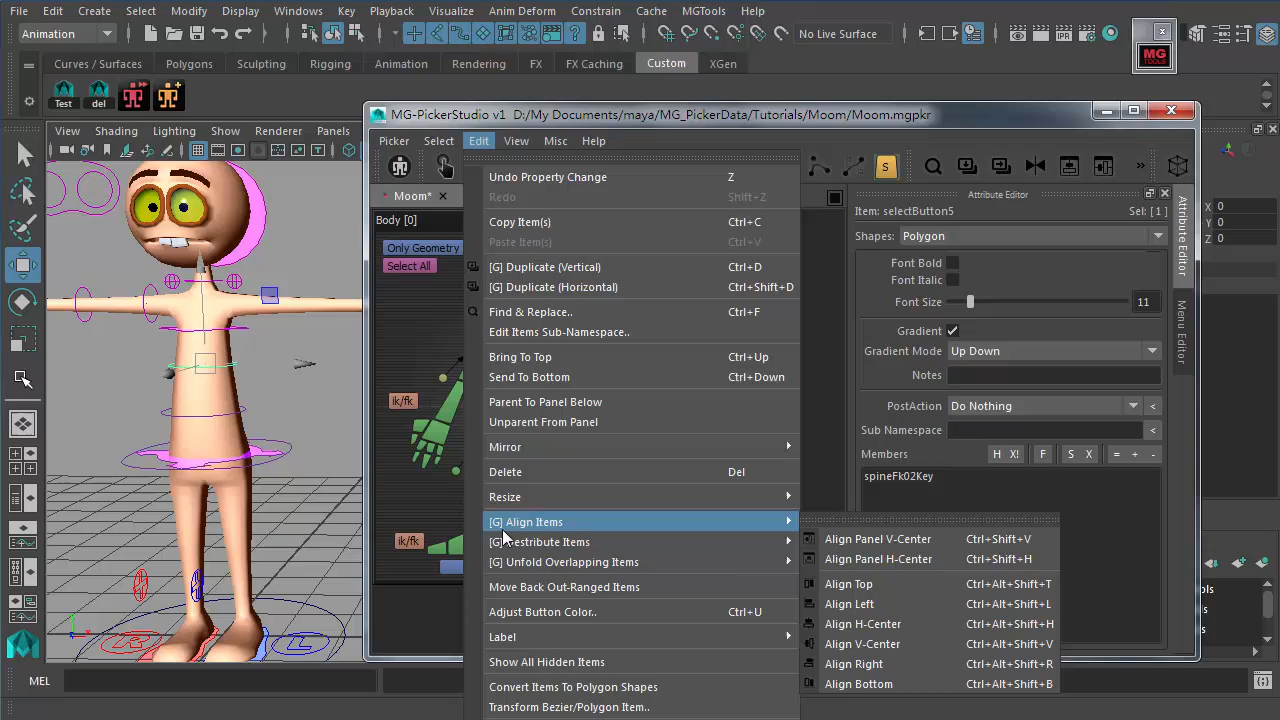 File Edit Create Select Modify Display Windows Key Playback Visualize Anim Deform Constrain Cache MGTools Help
Animation No Live Surface
MG TOOLS
Curves / Surfaces Polygons Sculpting Rigging Animation Rendering FX FX Caching Custom XGen
Test del
MG-PickerStudio v1 D:/My Documents/maya/MG_PickerData/Tutorials/Moom/Moom.mgpkr
View Shading Lighting Show Renderer Panels
Picker Select Edit View Misc Help
IPR
S
»
Moom*
Attribute Editor
Body [0]
Item: selectButton5 Sel: [ 1 ]
Shapes: Polygon
Only Geometry
Select All
Undo Property Change Z
Redo Shift+Z
Copy Item(s) Ctrl+C
Paste Item(s) Ctrl+V
[G] Duplicate (Vertical) Ctrl+D
[G] Duplicate (Horizontal) Ctrl+Shift+D
Find & Replace.. Ctrl+F
Edit Items Sub-Namespace..
Bring To Top Ctrl+Up
Send To Bottom Ctrl+Down
Parent To Panel Below
Unparent From Panel
Mirror
Delete Del
Resize
[G] Align Items
[G] Destribute Items
[G] Unfold Overlapping Items
Move Back Out-Ranged Items
Adjust Button Color.. Ctrl+U
Label
Show All Hidden Items
Convert Items To Polygon Shapes
Transform Bezier/Polygon Item..
Align Panel V-Center Ctrl+Shift+V
Align Panel H-Center Ctrl+Shift+H
Align Top Ctrl+Alt+Shift+T
Align Left Ctrl+Alt+Shift+L
Align H-Center Ctrl+Alt+Shift+H
Align V-Center Ctrl+Alt+Shift+V
Align Right Ctrl+Alt+Shift+R
Align Bottom Ctrl+Alt+Shift+B
Font Bold
Font Italic
Font Size 11
Gradient
Gradient Mode Up Down
Notes
PostAction Do Nothing <
Sub Namespace <
Members H X! F S X = + -
spineFk02Key
Attribute Editor
Menu Editor
X 0
Y 0
Z 0
ik/fk
ik/fk
R
L
y
x
MEL